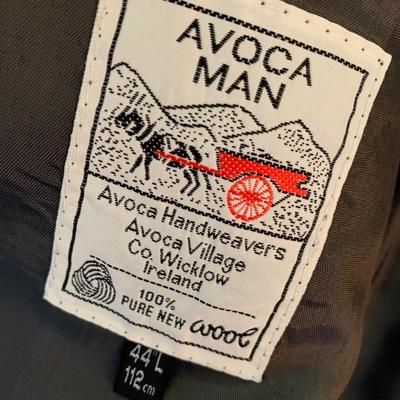 AVOCA
MAN
Avoca Handweavers
Avoca Village
Co. Wicklow
Ireland
100%
PURE NEW wool
44"L
112 cm